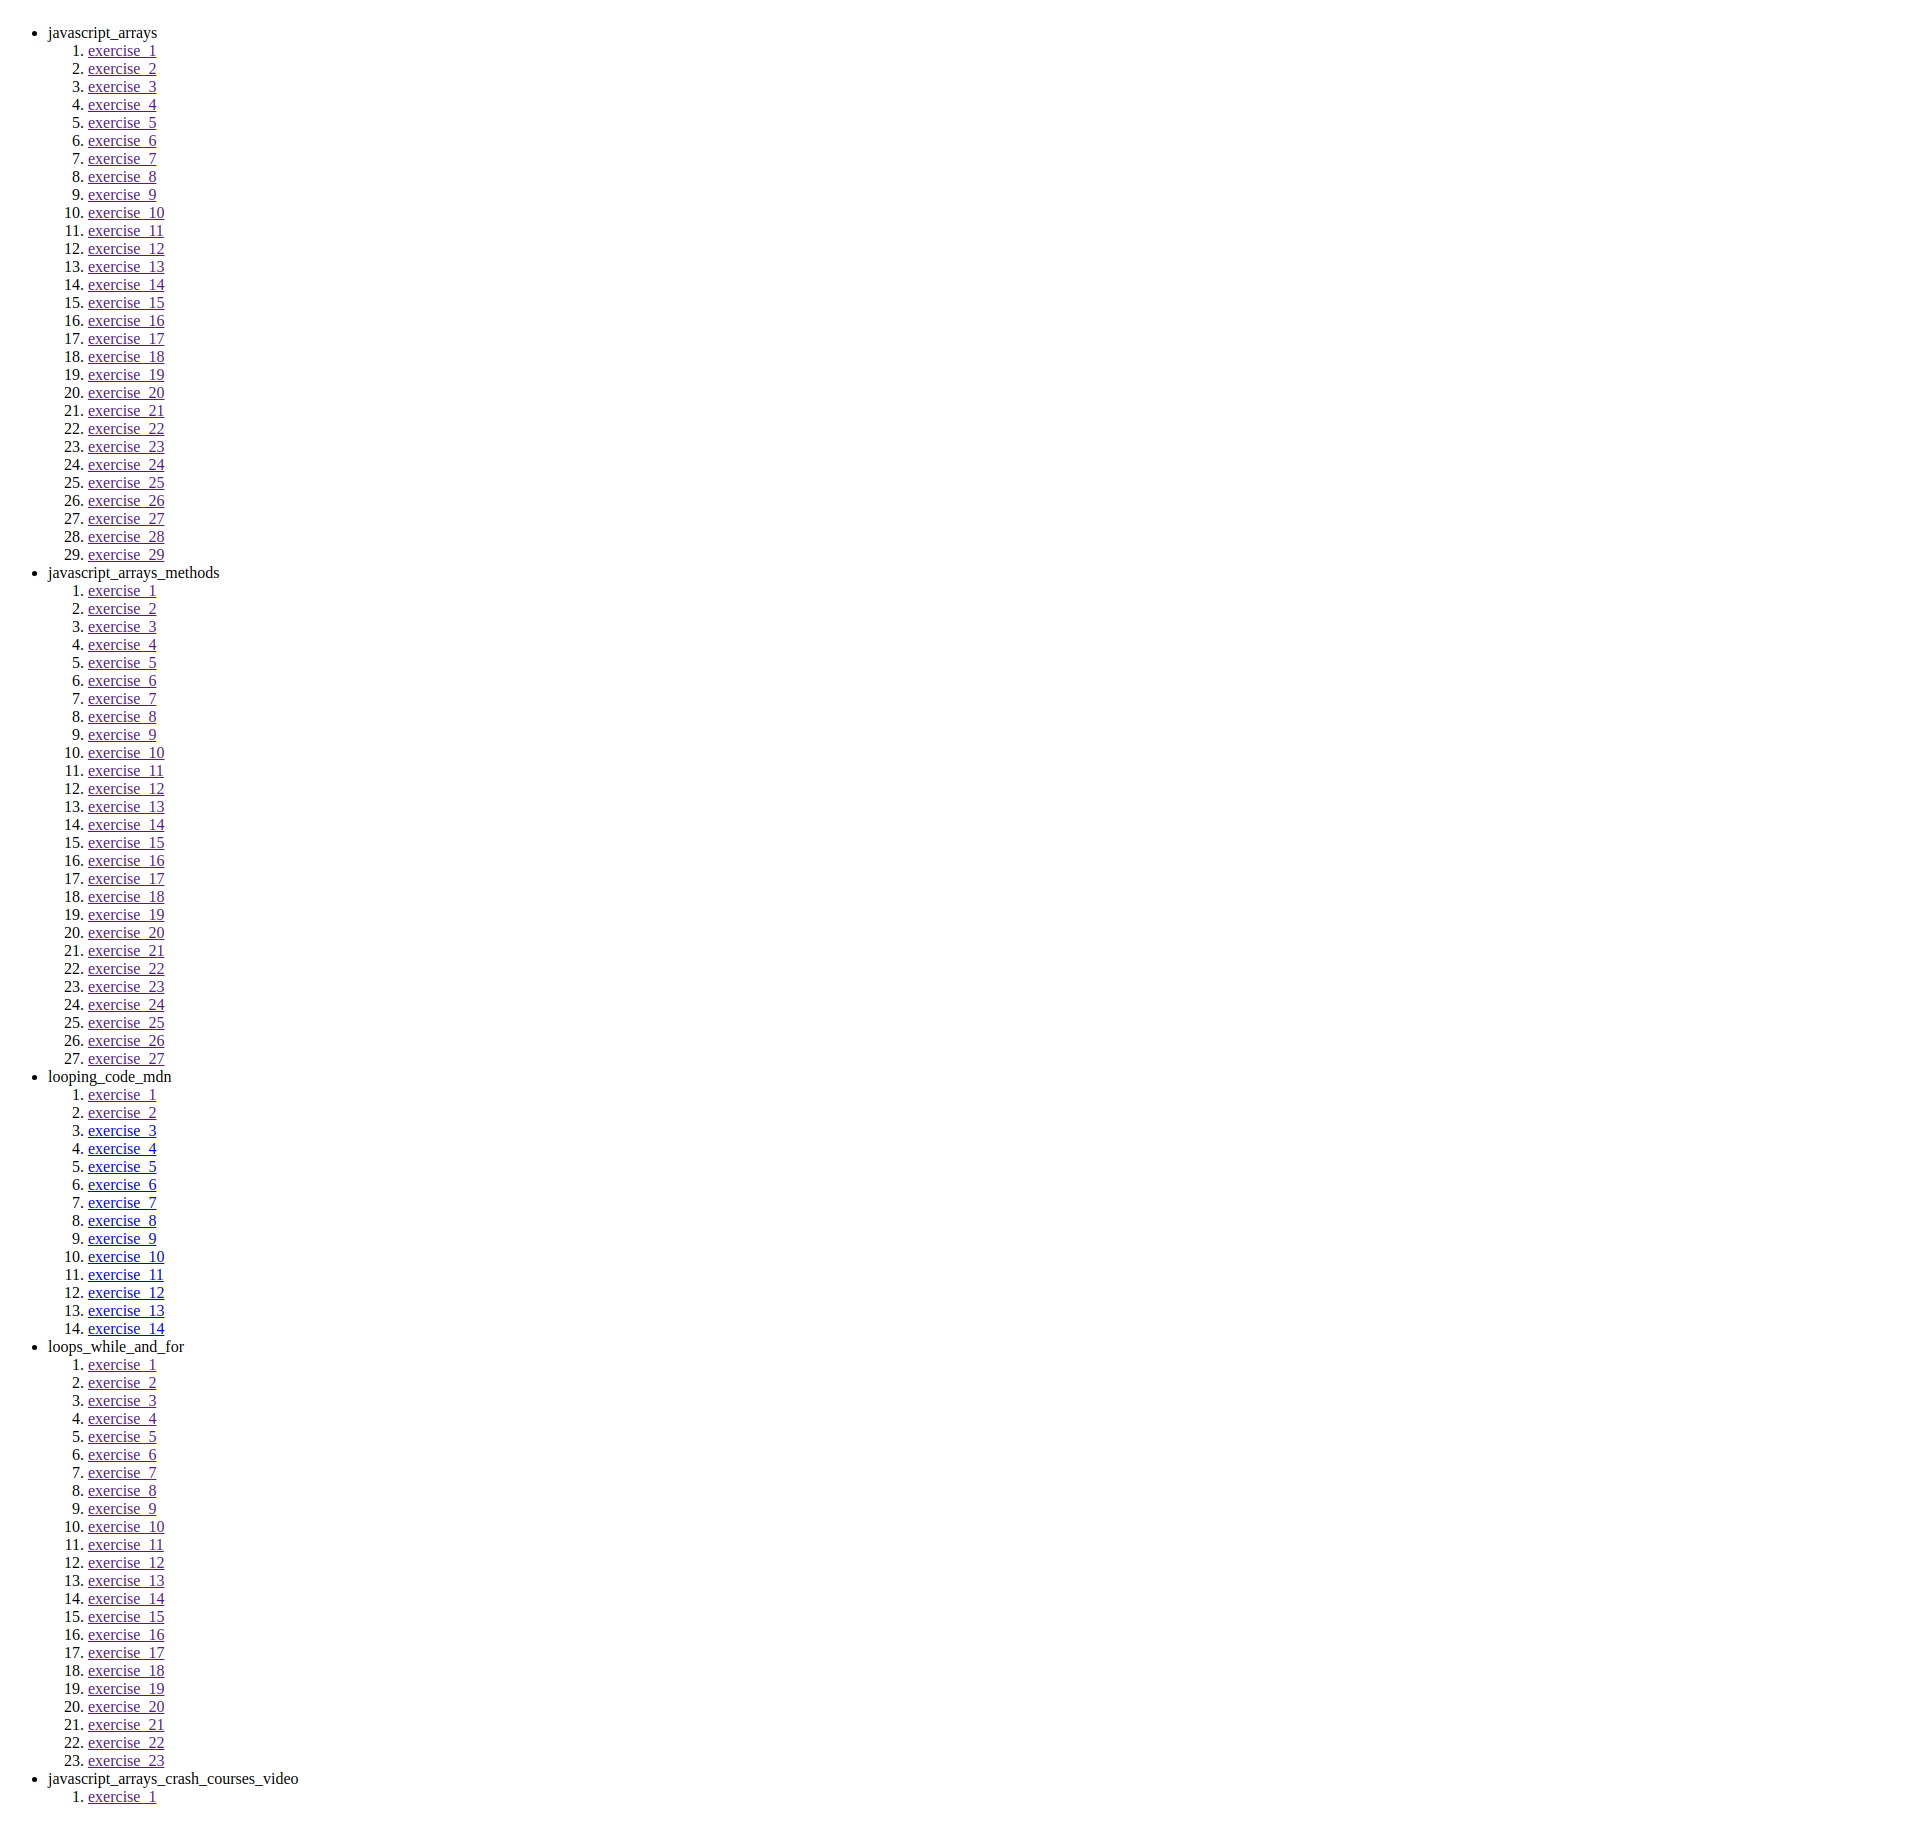 • javascript_arrays
1. exercise_1
2. exercise_2
3. exercise_3
4. exercise_4
5. exercise_5
6. exercise_6
7. exercise_7
8. exercise_8
9. exercise_9
10. exercise_10
11. exercise_11
12. exercise_12
13. exercise_13
14. exercise_14
15. exercise_15
16. exercise_16
17. exercise_17
18. exercise_18
19. exercise_19
20. exercise_20
21. exercise_21
22. exercise_22
23. exercise_23
24. exercise_24
25. exercise_25
26. exercise_26
27. exercise_27
28. exercise_28
29. exercise_29
• javascript_arrays_methods
1. exercise_1
2. exercise_2
3. exercise_3
4. exercise_4
5. exercise_5
6. exercise_6
7. exercise_7
8. exercise_8
9. exercise_9
10. exercise_10
11. exercise_11
12. exercise_12
13. exercise_13
14. exercise_14
15. exercise_15
16. exercise_16
17. exercise_17
18. exercise_18
19. exercise_19
20. exercise_20
21. exercise_21
22. exercise_22
23. exercise_23
24. exercise_24
25. exercise_25
26. exercise_26
27. exercise_27
• looping_code_mdn
1. exercise_1
2. exercise_2
3. exercise_3
4. exercise_4
5. exercise_5
6. exercise_6
7. exercise_7
8. exercise_8
9. exercise_9
10. exercise_10
11. exercise_11
12. exercise_12
13. exercise_13
14. exercise_14
• loops_while_and_for
1. exercise_1
2. exercise_2
3. exercise_3
4. exercise_4
5. exercise_5
6. exercise_6
7. exercise_7
8. exercise_8
9. exercise_9
10. exercise_10
11. exercise_11
12. exercise_12
13. exercise_13
14. exercise_14
15. exercise_15
16. exercise_16
17. exercise_17
18. exercise_18
19. exercise_19
20. exercise_20
21. exercise_21
22. exercise_22
23. exercise_23
• javascript_arrays_crash_courses_video
1. exercise_1